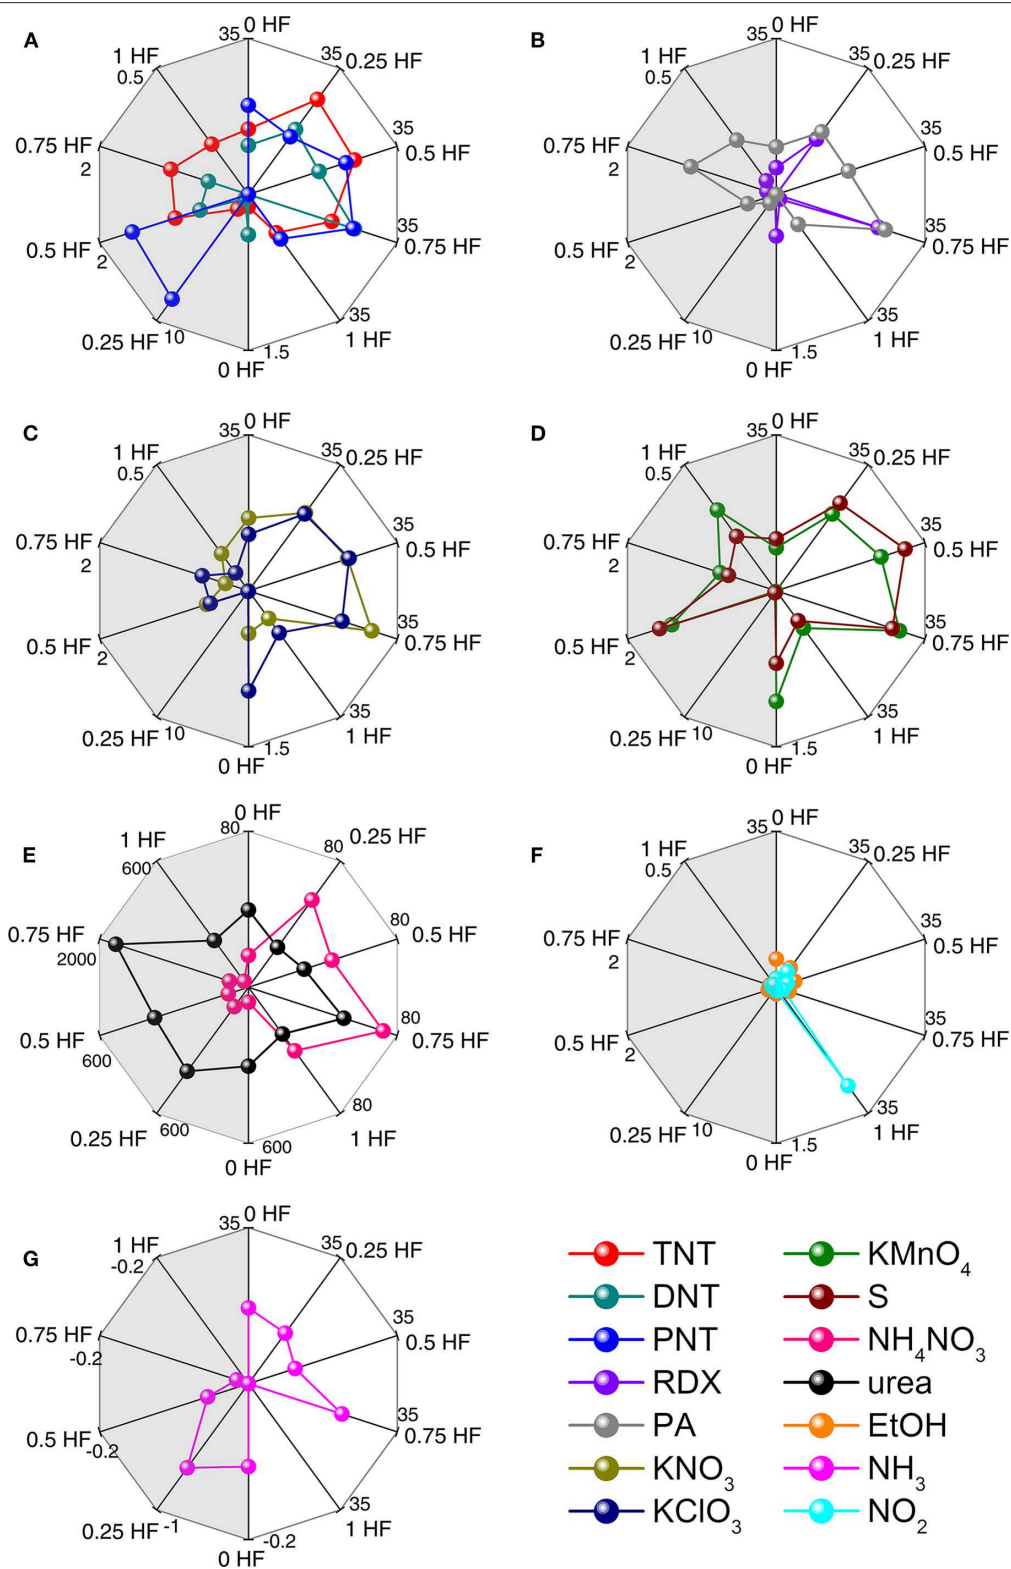 A
0 HF
35
35
0.25 HF
35
0.5 HF
35
0.75 HF
35
1 HF
1.5
0 HF
10
0.25 HF
0.5 HF
2
0.75 HF
2
1 HF
0.5
B
0 HF
35
35
0.25 HF
35
0.5 HF
35
0.75 HF
35
1 HF
1.5
0 HF
10
0.25 HF
0.5 HF
2
0.75 HF
2
1 HF
0.5
C
0 HF
35
35
0.25 HF
35
0.5 HF
35
0.75 HF
35
1 HF
1.5
0 HF
10
0.25 HF
0.5 HF
2
0.75 HF
2
1 HF
0.5
D
0 HF
35
35
0.25 HF
35
0.5 HF
35
0.75 HF
35
1 HF
1.5
0 HF
10
0.25 HF
0.5 HF
2
0.75 HF
2
1 HF
0.5
E
0 HF
80
80
0.25 HF
80
0.5 HF
80
0.75 HF
80
1 HF
600
0 HF
600
0.25 HF
0.5 HF
600
0.75 HF
2000
1 HF
600
F
0 HF
35
35
0.25 HF
35
0.5 HF
35
0.75 HF
35
1 HF
1.5
0 HF
10
0.25 HF
0.5 HF
2
0.75 HF
2
1 HF
0.5
G
0 HF
35
35
0.25 HF
35
0.5 HF
35
0.75 HF
35
1 HF
-0.2
0 HF
-1
0.25 HF
0.5 HF
-0.2
0.75 HF
-0.2
1 HF
-0.2
TNT
DNT
PNT
RDX
PA
KNO₃
KClO₃
KMnO₄
S
NH₄NO₃
urea
EtOH
NH₃
NO₂